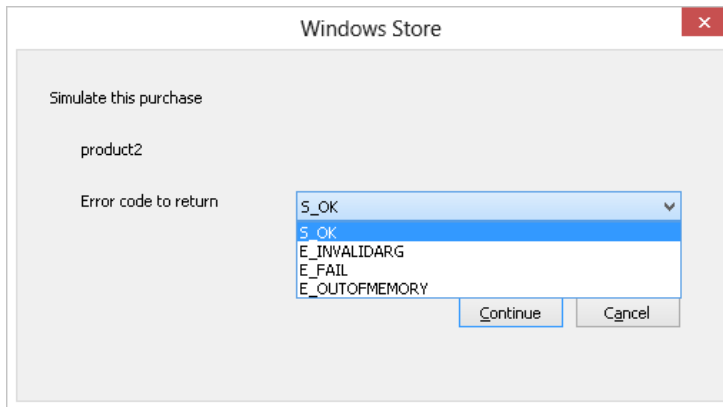 Windows Store
Simulate this purchase
product2
Error code to return
S_OK
S_OK
E_INVALIDARG
E_FAIL
E_OUTOFMEMORY
Continue
Cancel